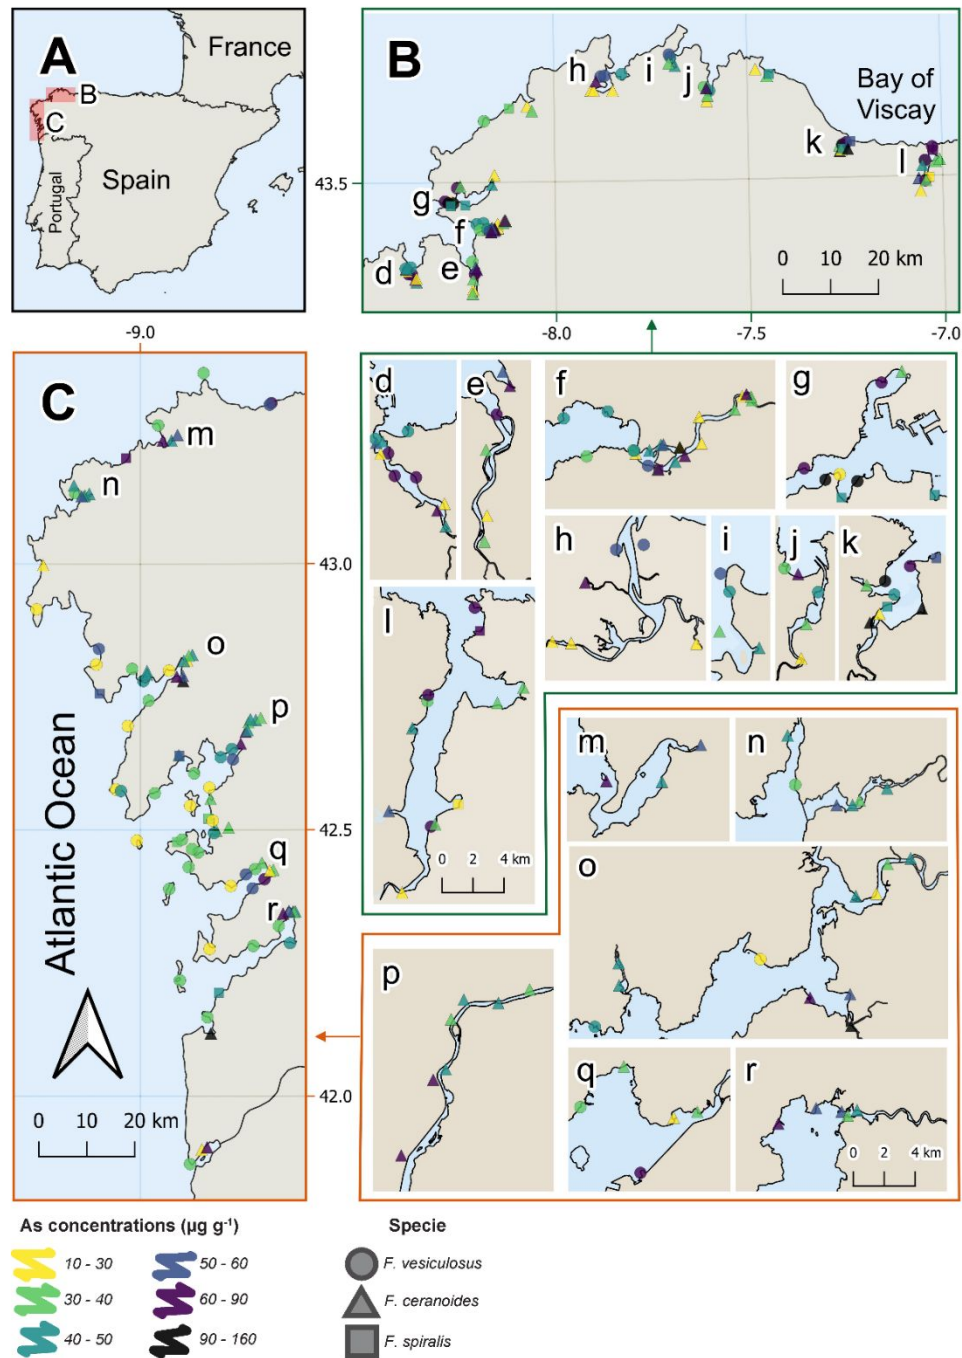 A
France
B
C
Portugal
Spain
B
h
i
j
Bay of
Viscay
k
l
43.5
g
f
d
e
0 10 20 km
-9.0
-8.0
-7.5
-7.0
C
m
n
43.0
o
p
42.5
q
r
Atlantic Ocean
42.0
0 10 20 km
d
e
f
g
h
i
j
k
l
0 2 4 km
m
n
o
p
q
r
0 2 4 km
As concentrations (µg g-1)
10 - 30
30 - 40
40 - 50
50 - 60
60 - 90
90 - 160
Specie
F. vesiculosus
F. ceranoides
F. spiralis